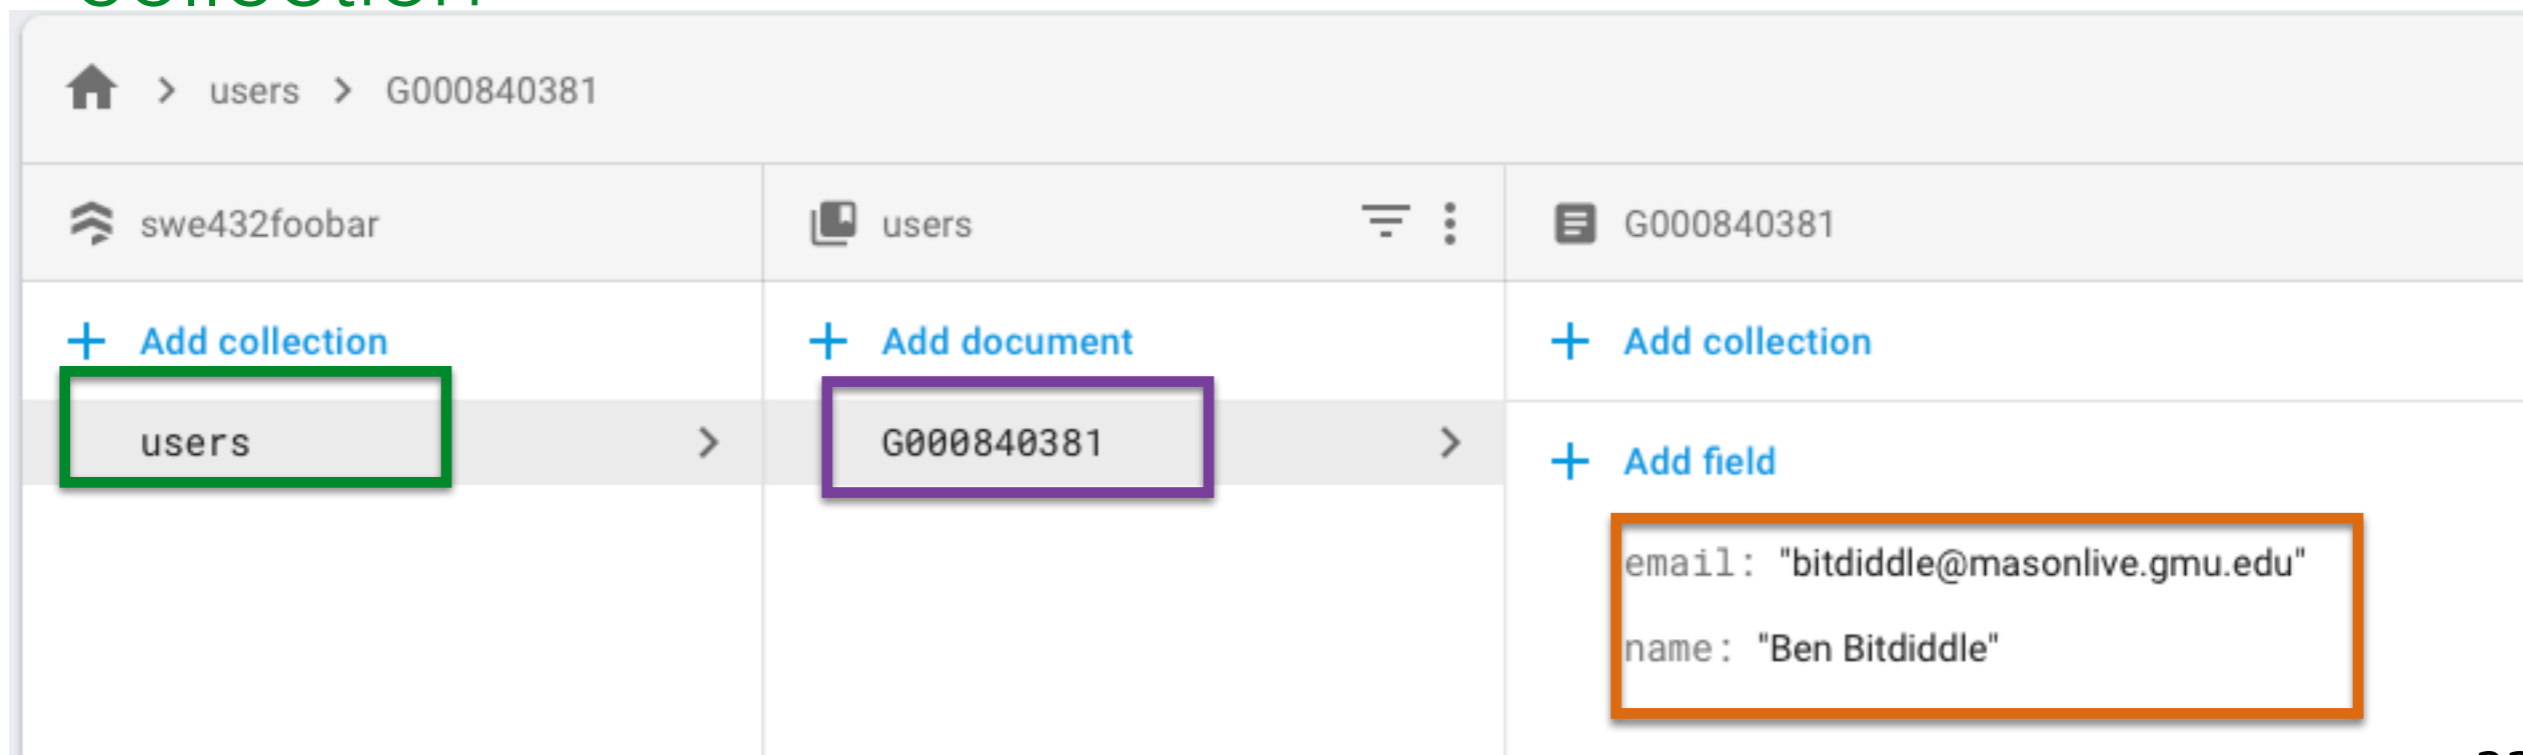 collection
users > G000840381
swe432foobar
users
G000840381
+ Add collection
+ Add document
+ Add collection
users
G000840381
+ Add field
email: "bitdiddle@masonlive.gmu.edu"
name: "Ben Bitdiddle"